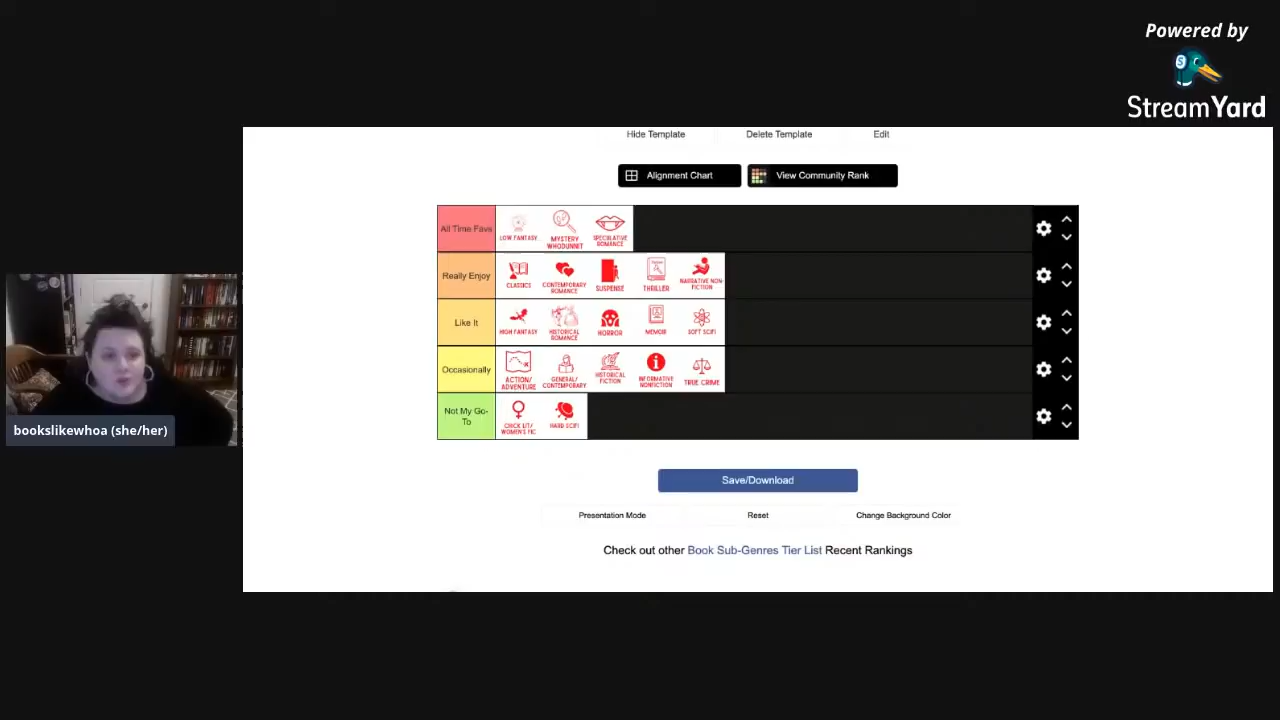 Powered by
StreamYard
Hide Template
Delete Template
Edit
Alignment Chart
View Community Rank
All Time Favs
LOW FANTASY
MYSTERY
WHODUNNIT
SPECULATIVE
ROMANCE
Really Enjoy
CLASSICS
CONTEMPORARY
ROMANCE
SUSPENSE
THRILLER
NARRATIVE NON-
FICTION
Like It
HIGH FANTASY
HISTORICAL
ROMANCE
HORROR
MEMOIR
SOFT SCIFI
Occasionally
ACTION/
ADVENTURE
GENERAL/
CONTEMPORARY
HISTORICAL
FICTION
INFORMATIVE
NONFICTION
TRUE CRIME
Not My Go-
To
CHICK LIT/
WOMEN'S FIC
HARD SCIFI
bookslikewhoa (she/her)
Save/Download
Presentation Mode
Reset
Change Background Color
Check out other Book Sub-Genres Tier List Recent Rankings